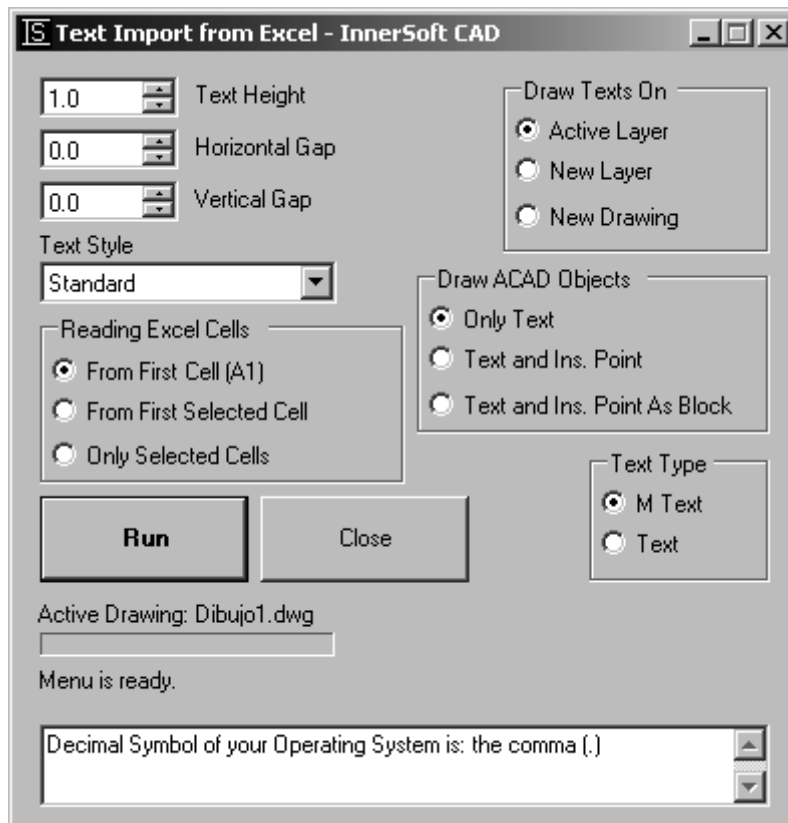 IS Text Import from Excel - InnerSoft CAD
1.0 Text Height
0.0 Horizontal Gap
0.0 Vertical Gap
Text Style
Standard
Draw Texts On
Active Layer
New Layer
New Drawing
Draw ACAD Objects
Only Text
Text and Ins. Point
Text and Ins. Point As Block
Reading Excel Cells
From First Cell (A1)
From First Selected Cell
Only Selected Cells
Text Type
M Text
Text
Run
Close
Active Drawing: Dibujo1.dwg
Menu is ready.
Decimal Symbol of your Operating System is: the comma (.)